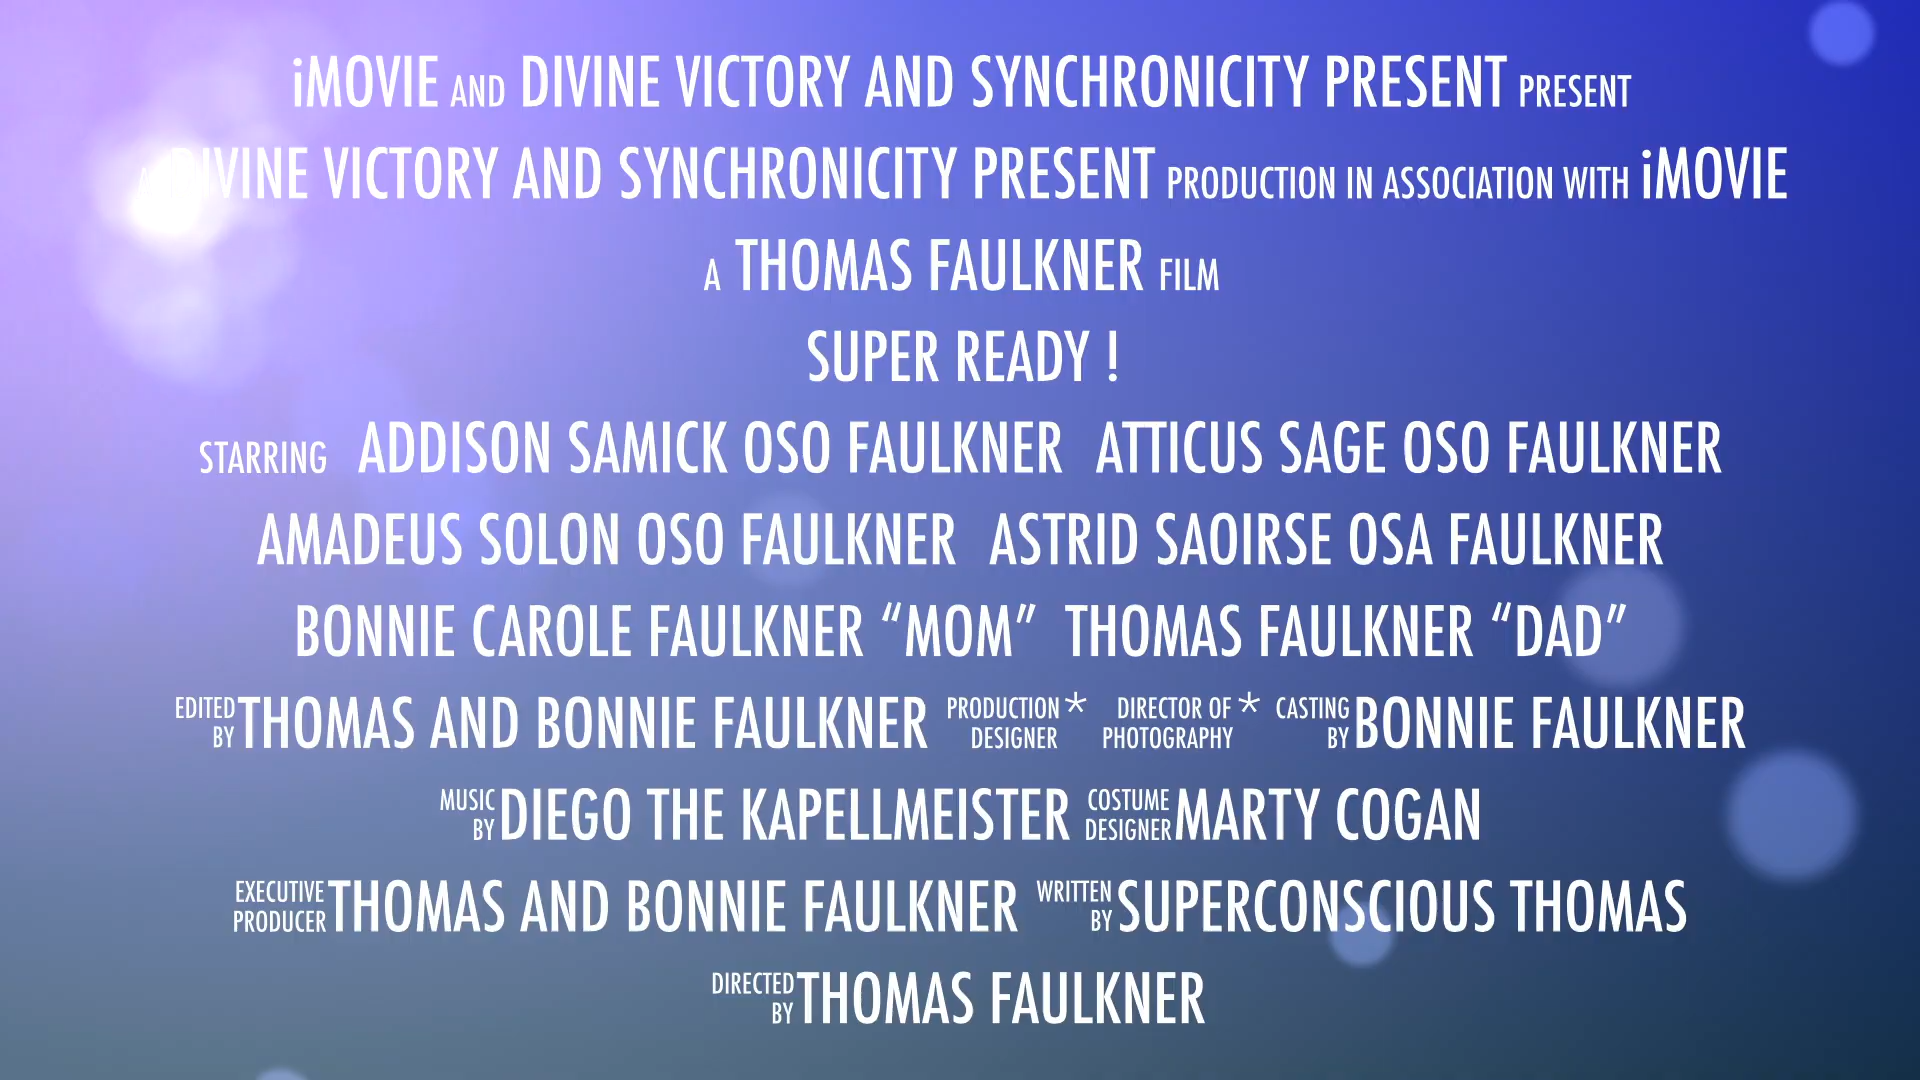 iMOVIE AND DIVINE VICTORY AND SYNCHRONICITY PRESENT PRESENT
A DIVINE VICTORY AND SYNCHRONICITY PRESENT PRODUCTION IN ASSOCIATION WITH iMOVIE
A THOMAS FAULKNER FILM
SUPER READY !
STARRING ADDISON SAMICK OSO FAULKNER ATTICUS SAGE OSO FAULKNER
AMADEUS SOLON OSO FAULKNER ASTRID SAOIRSE OSA FAULKNER
BONNIE CAROLE FAULKNER “MOM” THOMAS FAULKNER “DAD”
EDITED BY THOMAS AND BONNIE FAULKNER PRODUCTION DESIGNER * DIRECTOR OF PHOTOGRAPHY * CASTING BY BONNIE FAULKNER
MUSIC BY DIEGO THE KAPELLMEISTER COSTUME DESIGNER MARTY COGAN
EXECUTIVE PRODUCER THOMAS AND BONNIE FAULKNER WRITTEN BY SUPERCONSCIOUS THOMAS
DIRECTED BY THOMAS FAULKNER